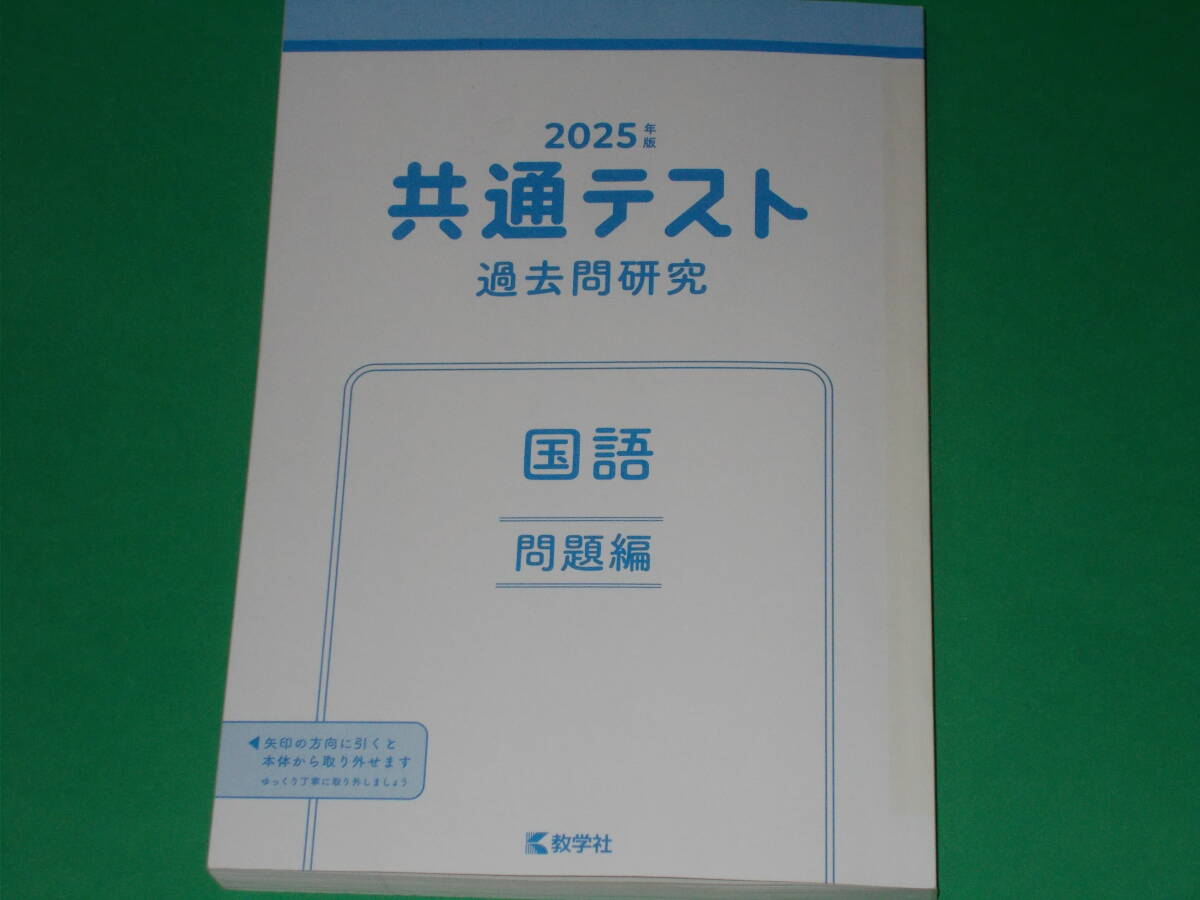 2025年版
共通テスト
過去問研究
国語
問題編
◀矢印の方向に引くと
本体から取り外せます
ゆっくり丁寧に取り外しましょう
教学社